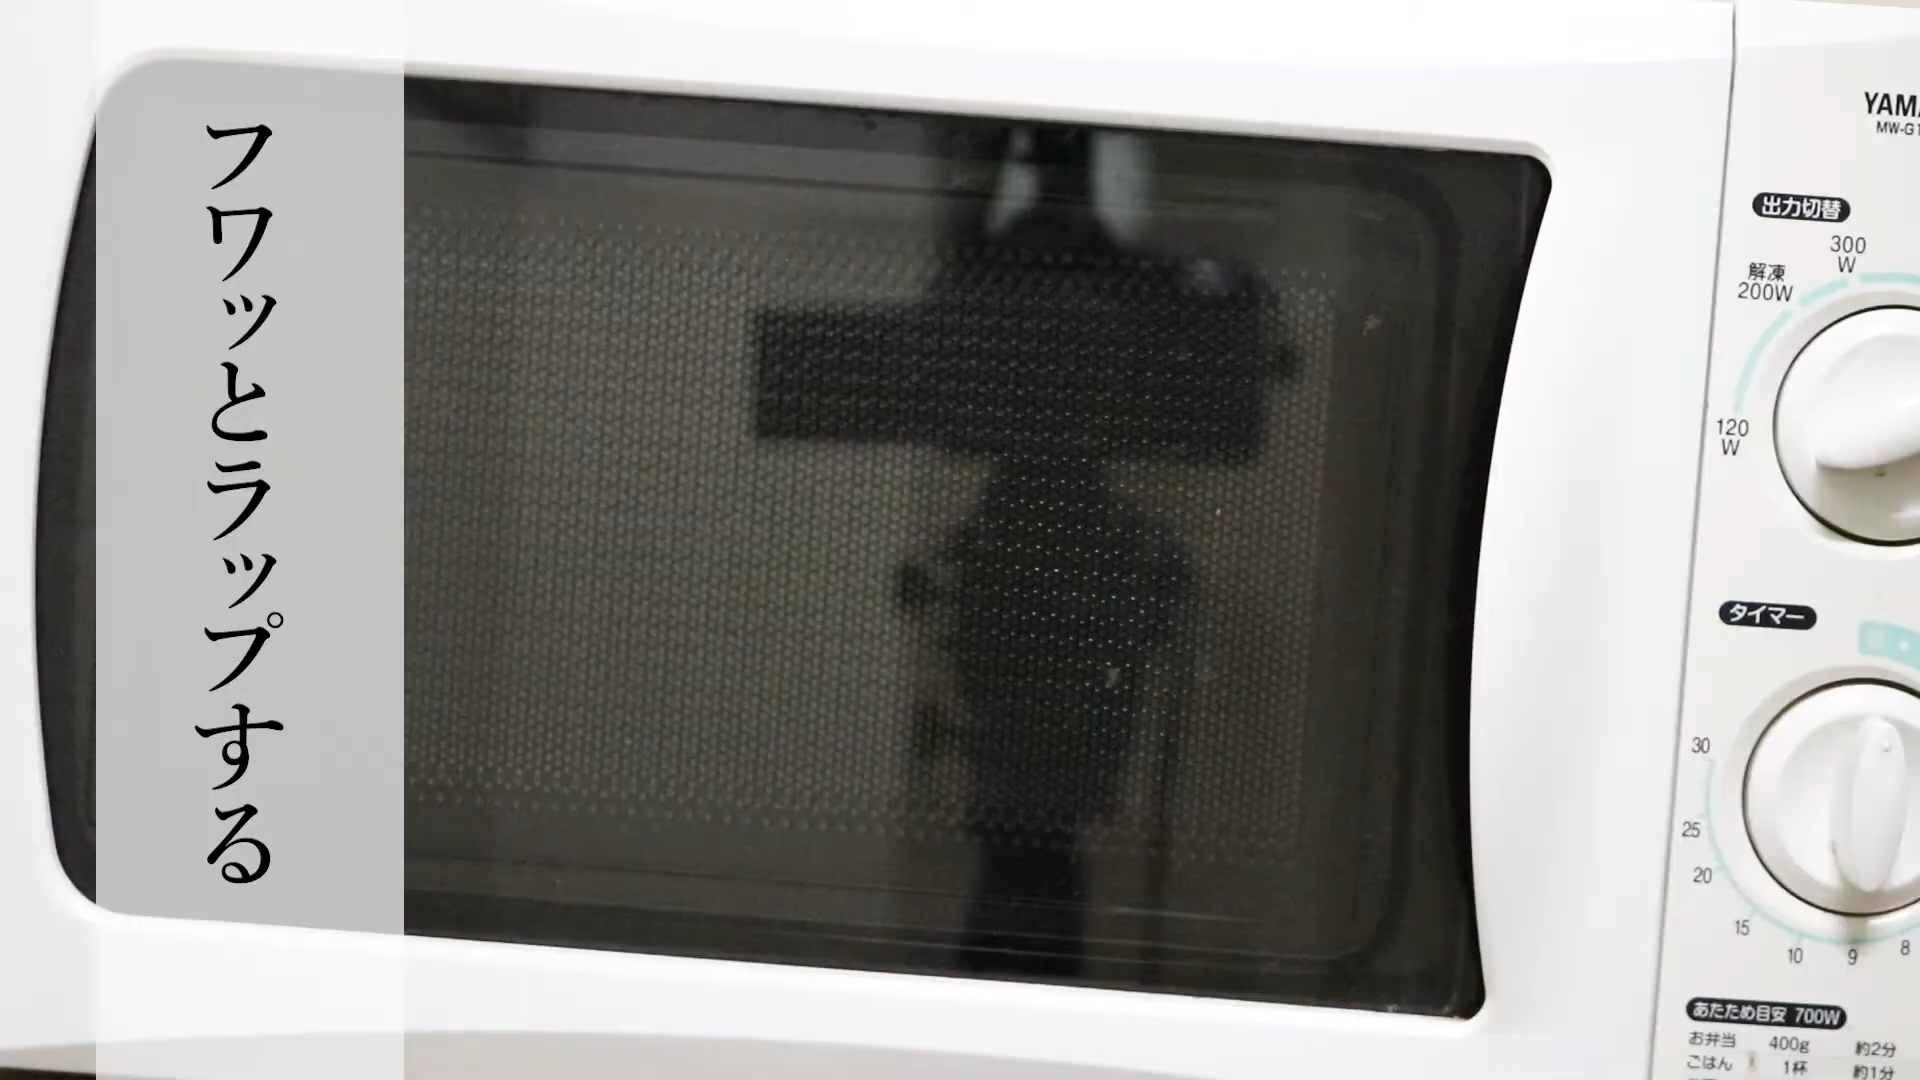 フワッとラップする
YAMA
MW-G1
出力切替
300
W
解凍
200W
120
W
タイマー
30
25
20
15
10
9
8
あたため目安 700W
お弁当 400g 約2分
ごはん 1杯 約1分